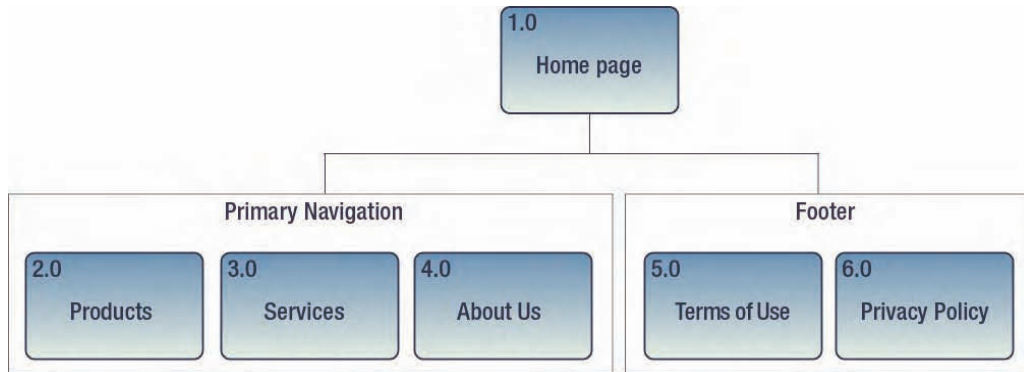 1.0
Home page
Primary Navigation
2.0
Products
3.0
Services
4.0
About Us
Footer
5.0
Terms of Use
6.0
Privacy Policy